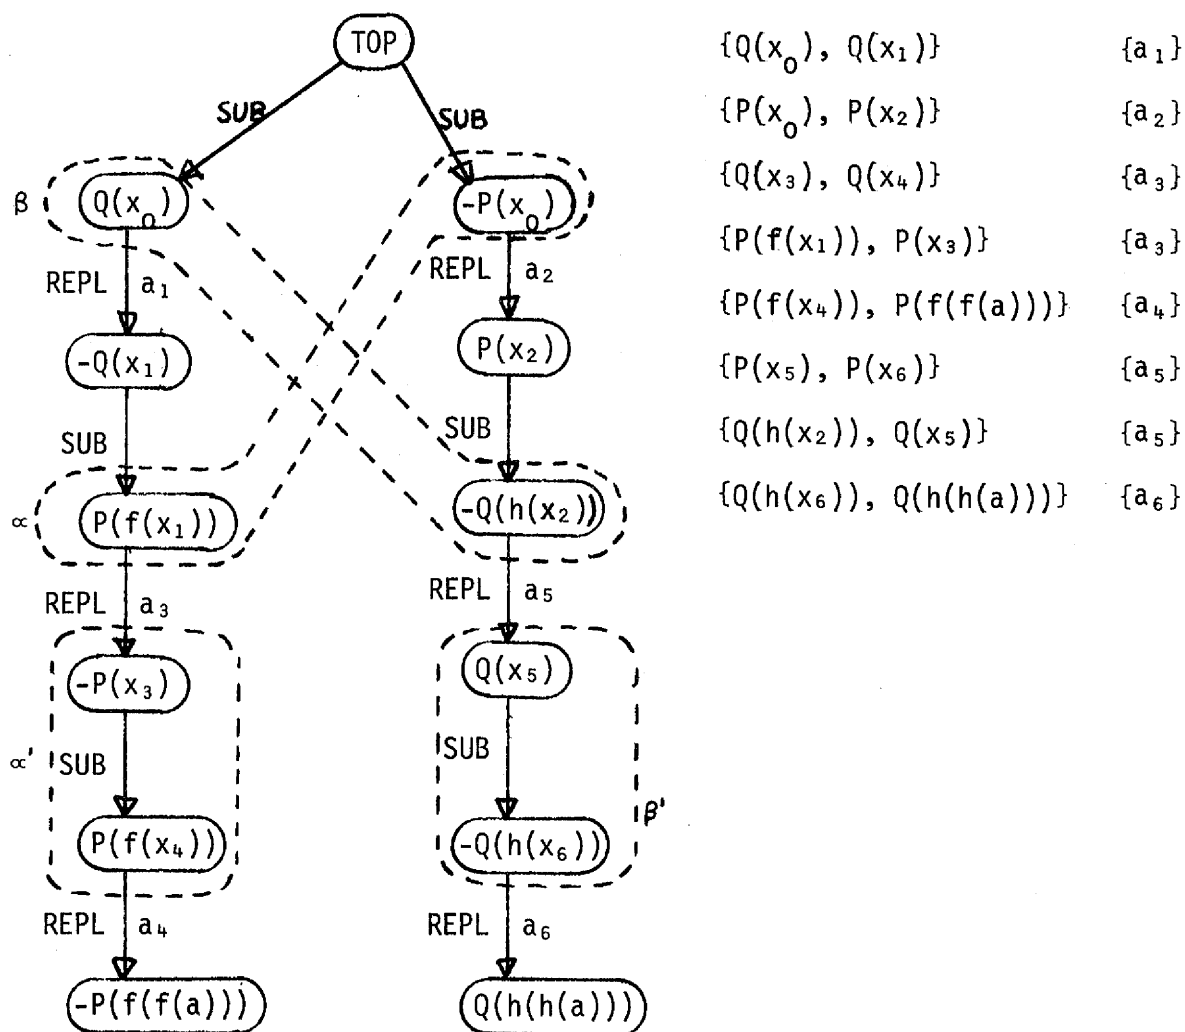 TOP
SUB
SUB
β
Q(x₀)
-P(x₀)
REPL a₁
REPL a₂
-Q(x₁)
P(x₂)
SUB
SUB
∝
P(f(x₁))
-Q(h(x₂))
REPL a₃
REPL a₅
-P(x₃)
Q(x₅)
∝' SUB
SUB
β'
P(f(x₄))
-Q(h(x₆))
REPL a₄
REPL a₆
-P(f(f(a)))
Q(h(h(a)))
{Q(x₀), Q(x₁)} {a₁}
{P(x₀), P(x₂)} {a₂}
{Q(x₃), Q(x₄)} {a₃}
{P(f(x₁)), P(x₃)} {a₃}
{P(f(x₄)), P(f(f(a)))} {a₄}
{P(x₅), P(x₆)} {a₅}
{Q(h(x₂)), Q(x₅)} {a₅}
{Q(h(x₆)), Q(h(h(a)))} {a₆}